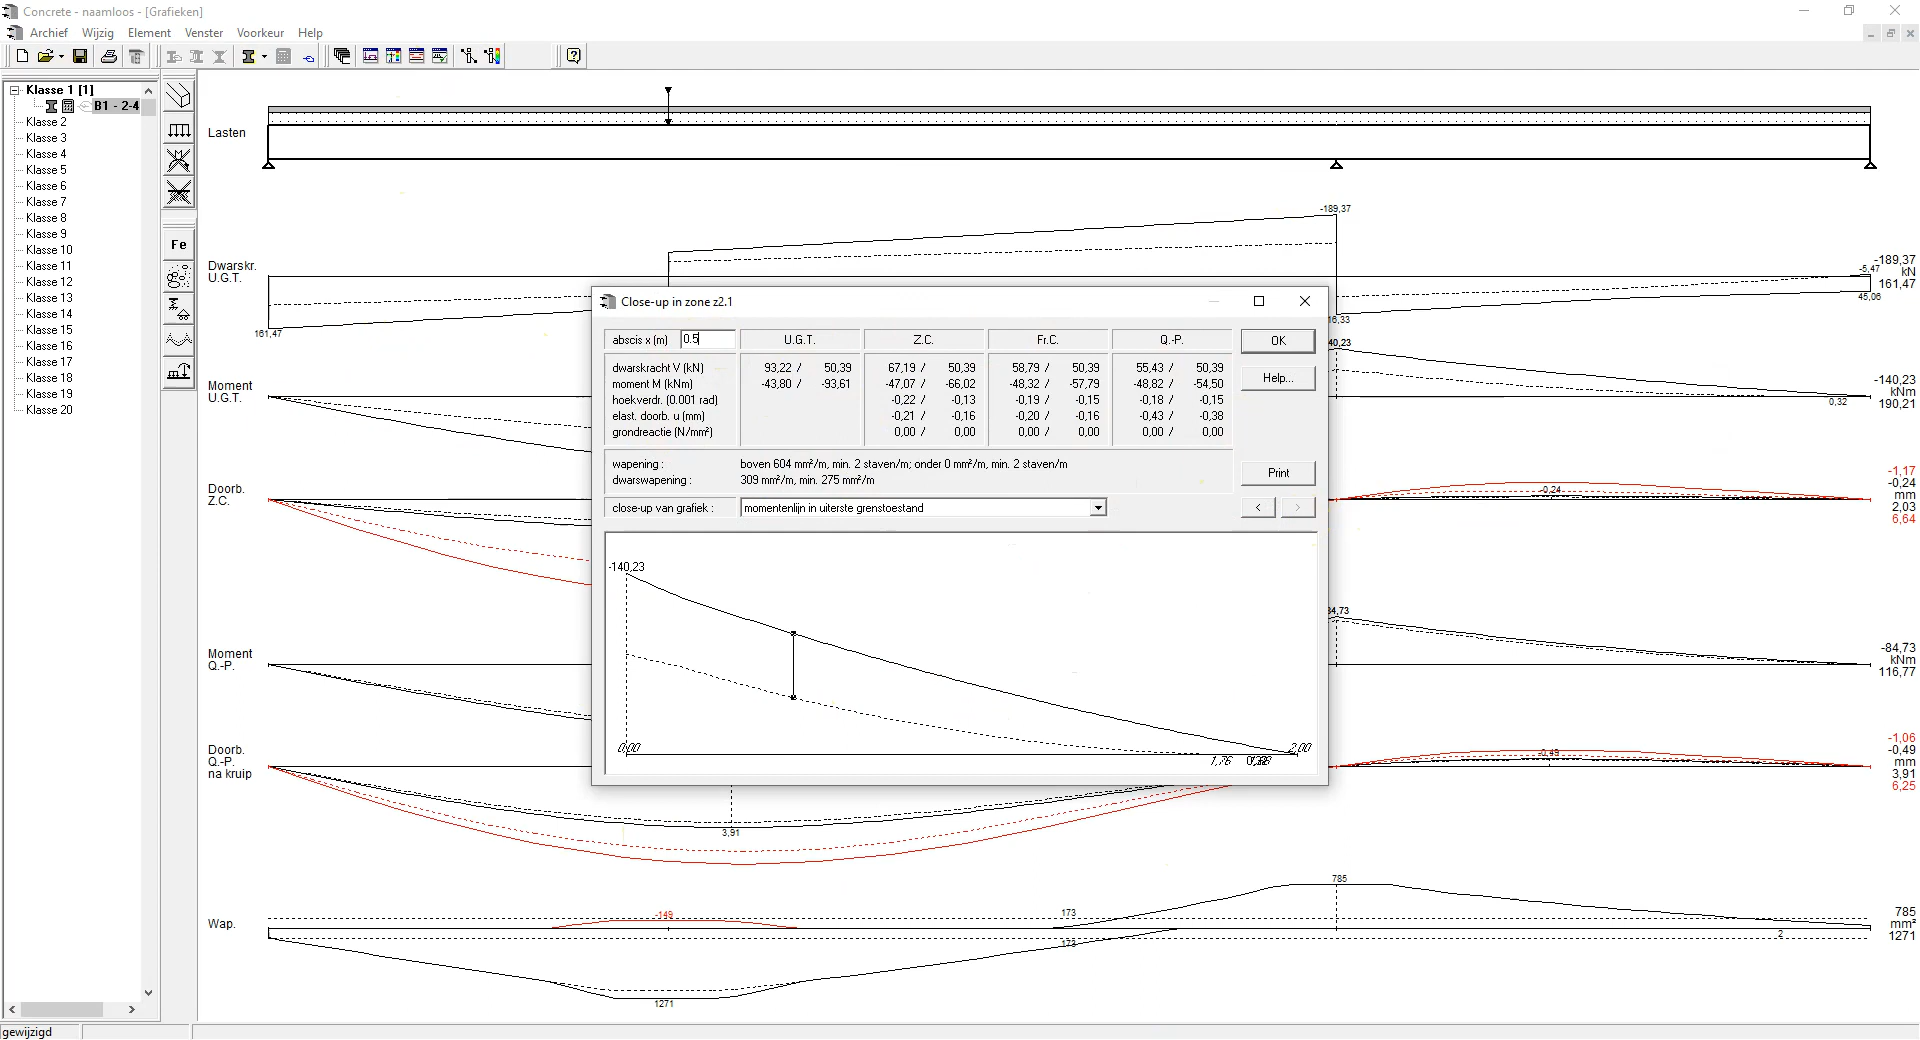 Concrete - naamloos - [Grafieken]
Archief Wijzig Element Venster Voorkeur Help
Klasse 1 [1]
B1 - 2-4
Klasse 2
Klasse 3
Klasse 4
Klasse 5
Klasse 6
Klasse 7
Klasse 8
Klasse 9
Klasse 10
Klasse 11
Klasse 12
Klasse 13
Klasse 14
Klasse 15
Klasse 16
Klasse 17
Klasse 18
Klasse 19
Klasse 20
Fe
Lasten
-189,37
Dwarskr.
U.G.T.
161,47
16,33
-5,47
45,06
-189,37
kN
161,47
Moment
U.G.T.
40,23
0,32
-140,23
kNm
190,21
Doorb.
Z.C.
-0,24
-1,17
-0,24
mm
2,03
6,64
Moment
Q.-P.
84,73
-84,73
kNm
116,77
Doorb.
Q.-P.
na kruip
3,91
-0,49
-1,06
-0,49
mm
3,91
6,25
Wap.
-149
1271
173
173
785
2
785
mm²
1271
Close-up in zone z2.1
abscis x (m) 0.5 U.G.T. Z.C. Fr.C. Q.-P. OK
dwarskracht V (kN) 93,22 / 50,39 67,19 / 50,39 58,79 / 50,39 55,43 / 50,39
moment M (kNm) -43,80 / -93,61 -47,07 / -66,02 -48,32 / -57,79 -48,82 / -54,50
Help...
hoekverdr. (0.001 rad) -0,22 / -0,13 -0,19 / -0,15 -0,18 / -0,15
elast. doorb. u (mm) -0,21 / -0,16 -0,20 / -0,16 -0,43 / -0,38
grondreactie (N/mm²) 0,00 / 0,00 0,00 / 0,00 0,00 / 0,00
wapening : boven 604 mm²/m, min. 2 staven/m; onder 0 mm²/m, min. 2 staven/m
dwarswapening : 309 mm²/m, min. 275 mm²/m
Print
close-up van grafiek : momentenlijn in uiterste grenstoestand < >
-140,23
0,00
2,00
1,76
gewijzigd